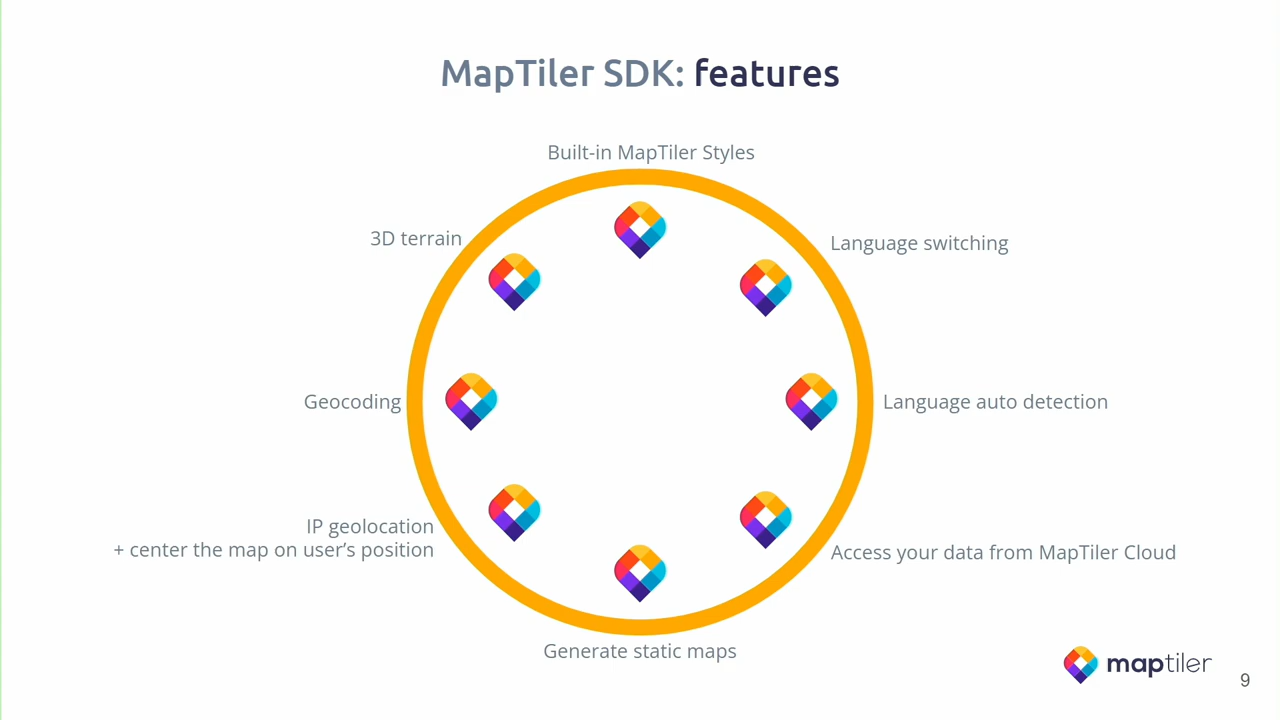 MapTiler SDK: features
Built-in MapTiler Styles
3D terrain
Language switching
Geocoding
Language auto detection
IP geolocation
+ center the map on user’s position
Access your data from MapTiler Cloud
Generate static maps
maptiler
9